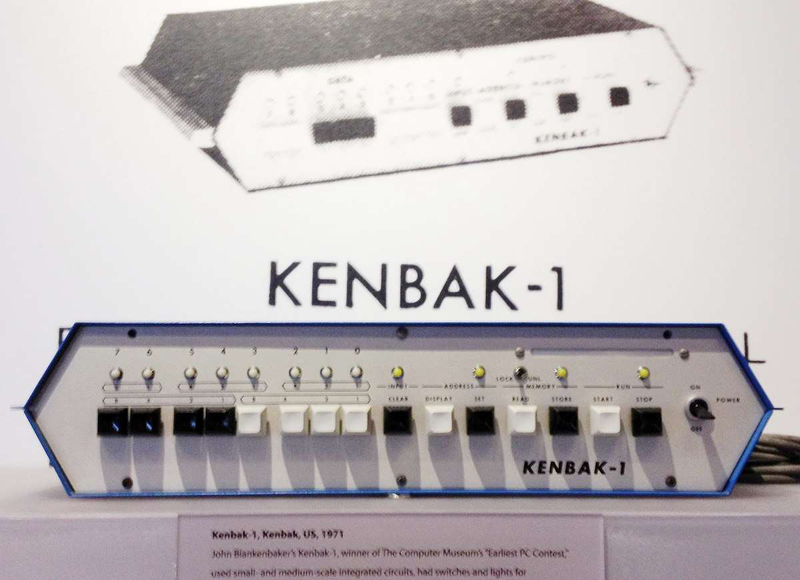 DATA
KENBAK-1
KENBAK-1
7 6 5 4 3 2 1 0
INPUT ADDRESS LOCK UNL MEMORY RUN ON
CLEAR DISPLAY SET READ STORE START STOP POWER
OFF
KENBAK-1
Kenbak-1, Kenbak, US, 1971
John Blankenbaker's Kenbak-1, winner of The Computer Museum's "Earliest PC Contest,"
used small- and medium-scale integrated circuits, had switches and lights for